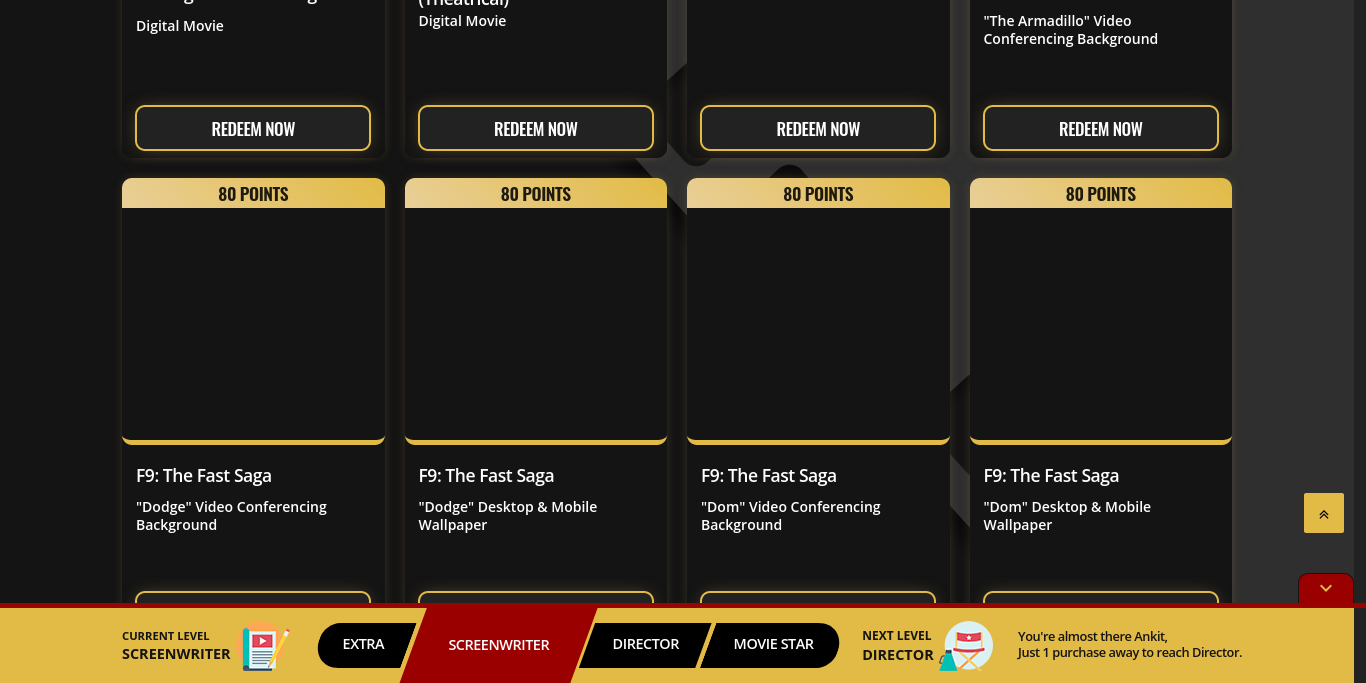 (Theatrical)
Digital Movie
Digital Movie
"The Armadillo" Video
Conferencing Background
REDEEM NOW
REDEEM NOW
REDEEM NOW
REDEEM NOW
80 POINTS
80 POINTS
80 POINTS
80 POINTS
F9: The Fast Saga
"Dodge" Video Conferencing
Background
F9: The Fast Saga
"Dodge" Desktop & Mobile
Wallpaper
F9: The Fast Saga
"Dom" Video Conferencing
Background
F9: The Fast Saga
"Dom" Desktop & Mobile
Wallpaper
CURRENT LEVEL
SCREENWRITER
EXTRA
SCREENWRITER
DIRECTOR
MOVIE STAR
NEXT LEVEL
DIRECTOR
You're almost there Ankit,
Just 1 purchase away to reach Director.